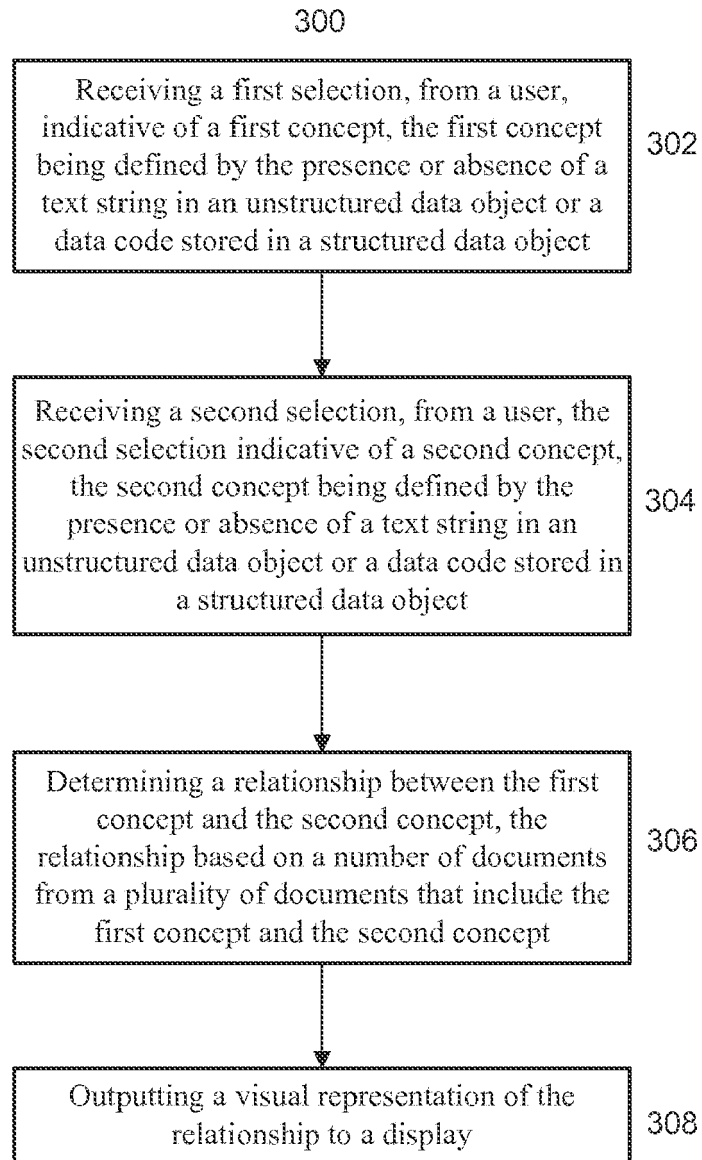 300
Receiving a first selection, from a user,
indicative of a first concept, the first concept
being defined by the presence or absence of a
text string in an unstructured data object or a
data code stored in a structured data object
302
Receiving a second selection, from a user, the
second selection indicative of a second concept,
the second concept being defined by the
presence or absence of a text string in an
unstructured data object or a data code stored in
a structured data object
304
Determining a relationship between the first
concept and the second concept, the
relationship based on a number of documents
from a plurality of documents that include the
first concept and the second concept
306
Outputting a visual representation of the
relationship to a display
308